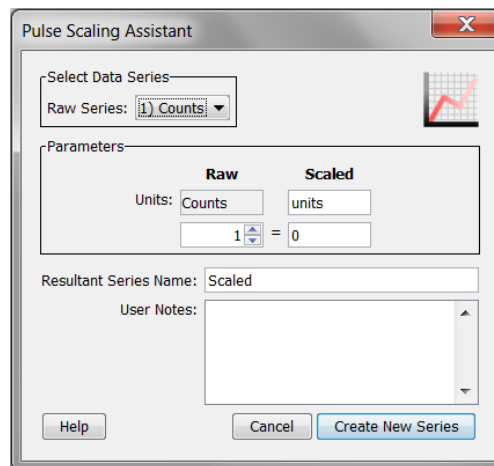 Pulse Scaling Assistant
X
Select Data Series
Raw Series: 1) Counts
Parameters
Raw Scaled
Units: Counts units
1 = 0
Resultant Series Name: Scaled
User Notes:
Help Cancel Create New Series